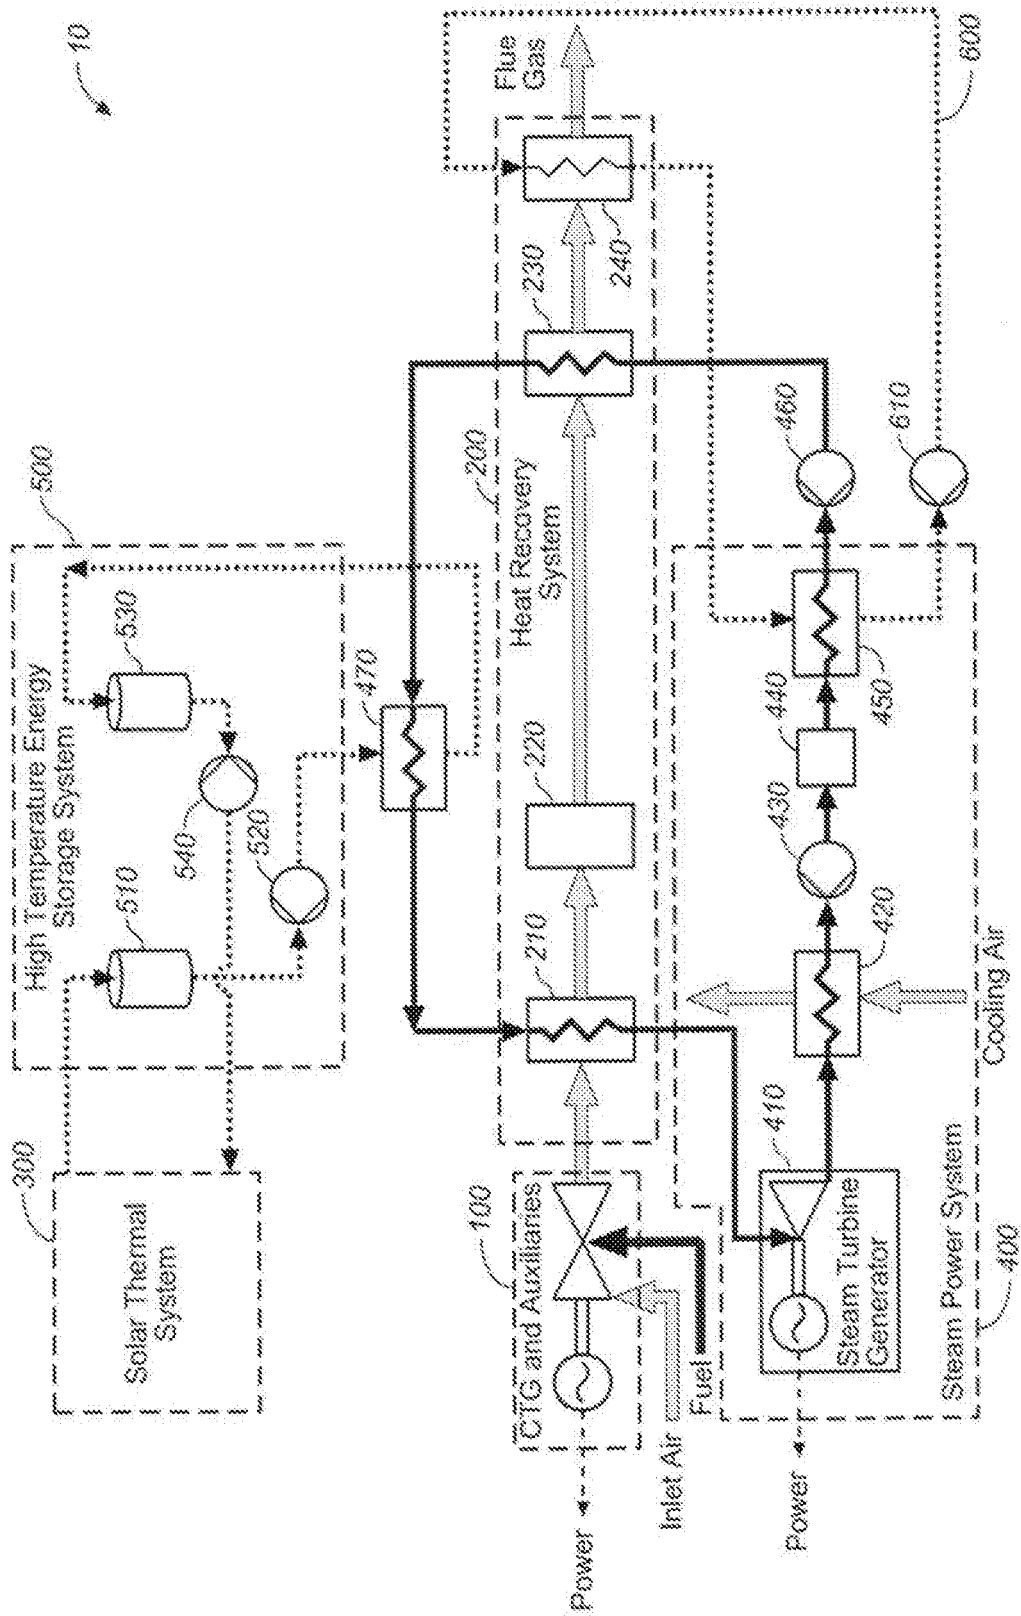 10
500
High Temperature Energy
Storage System
510
520
530
540
300
Solar Thermal
System
470
200
Heat Recovery
System
210
220
230
240
Flue
Gas
600
100
CTG and Auxiliaries
Power
Inlet Air
Fuel
410
Steam Turbine
Generator
Power
Steam Power System
400
Cooling Air
420
430
440
450
460
610